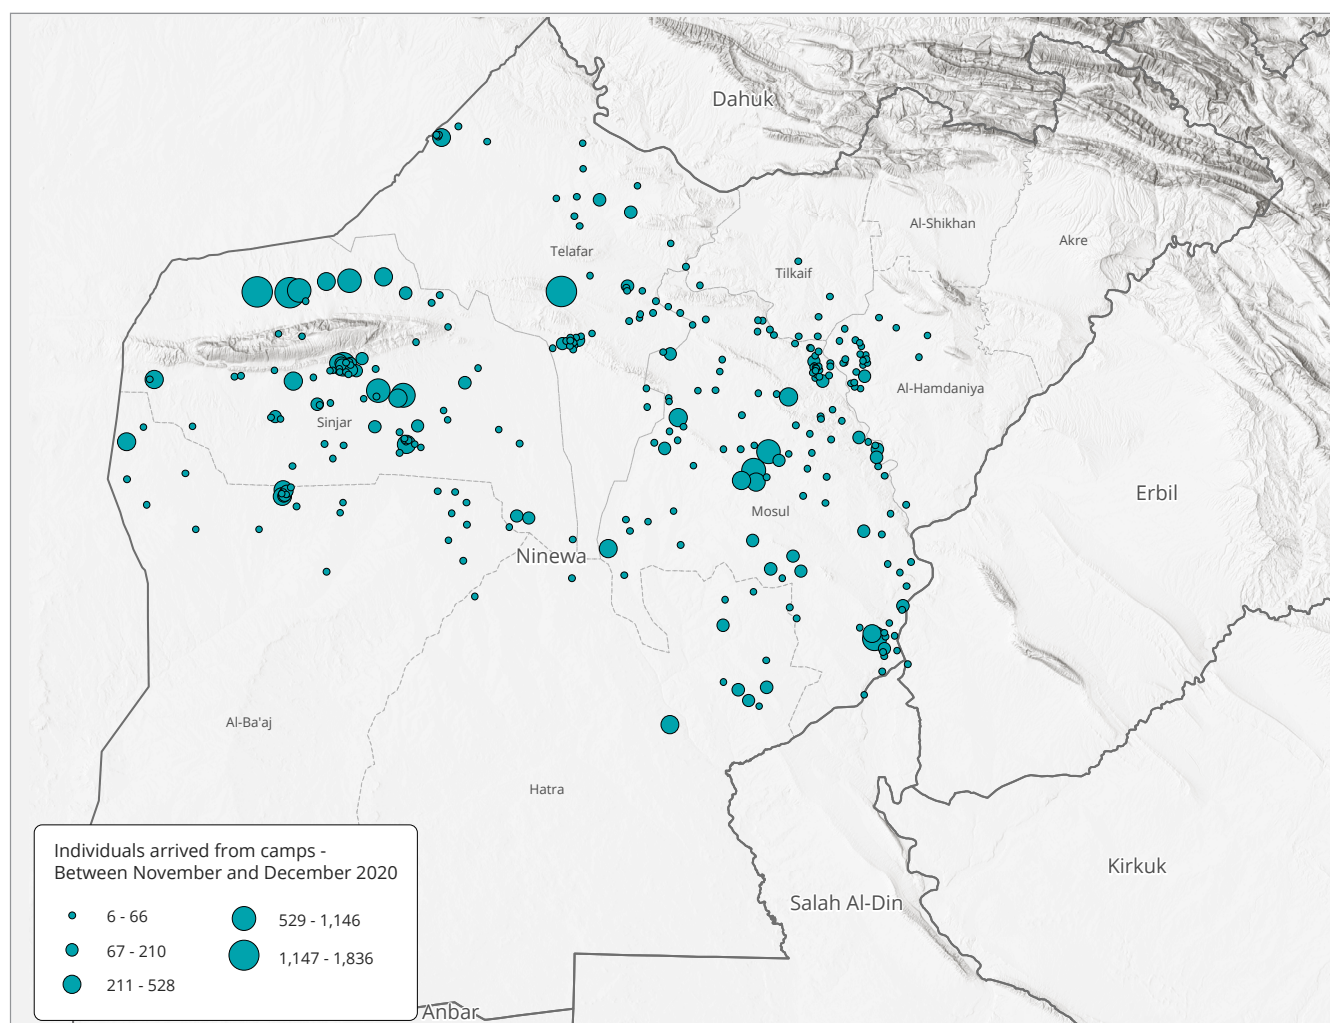 Dahuk
Al-Shikhan
Akre
Telafar
Tilkaif
Al-Hamdaniya
Sinjar
Erbil
Mosul
Ninewa
Al-Ba'aj
Hatra
Kirkuk
Salah Al-Din
Anbar
Individuals arrived from camps -
Between November and December 2020
6 - 66
67 - 210
211 - 528
529 - 1,146
1,147 - 1,836